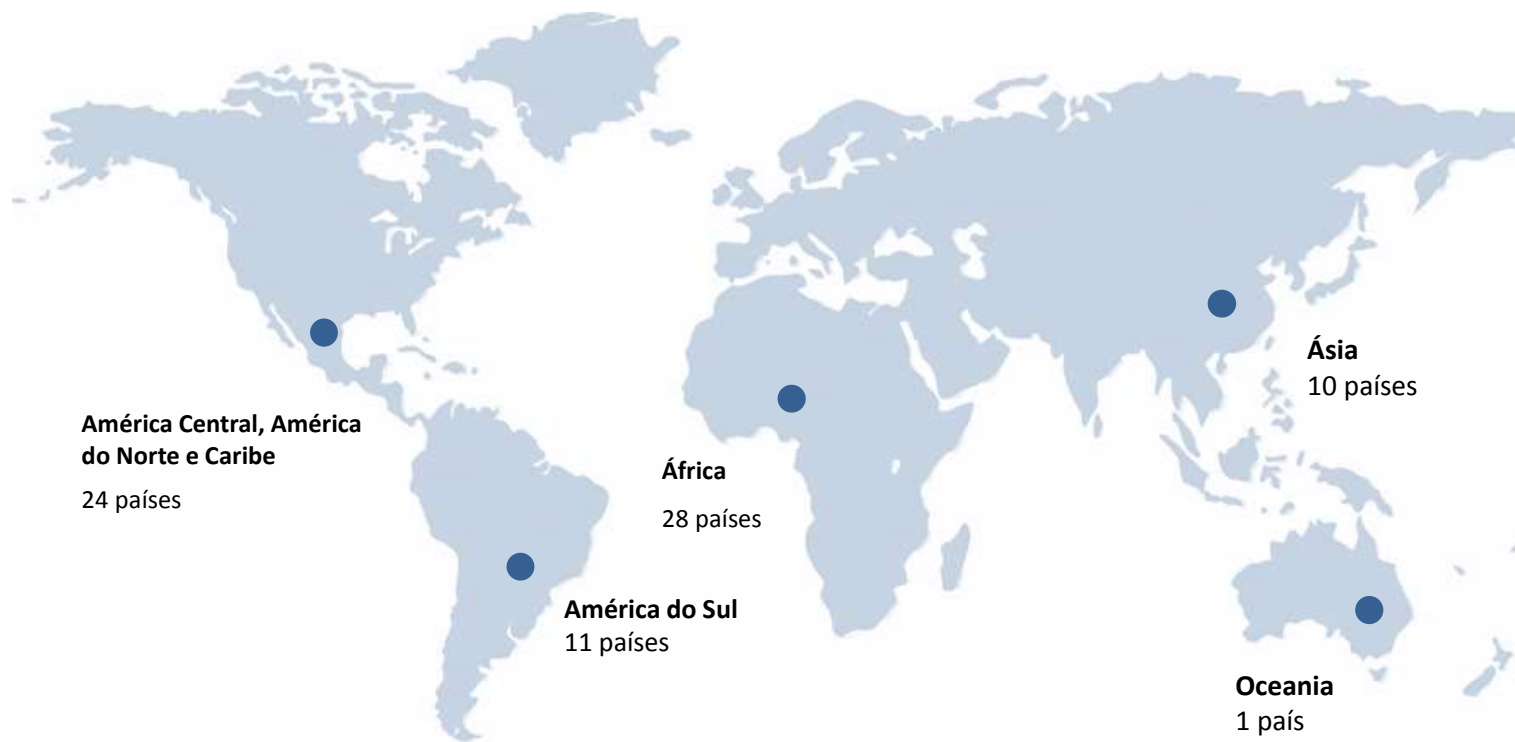 Ásia
10 países
América Central, América
do Norte e Caribe
24 países
África
28 países
América do Sul
11 países
Oceania
1 país